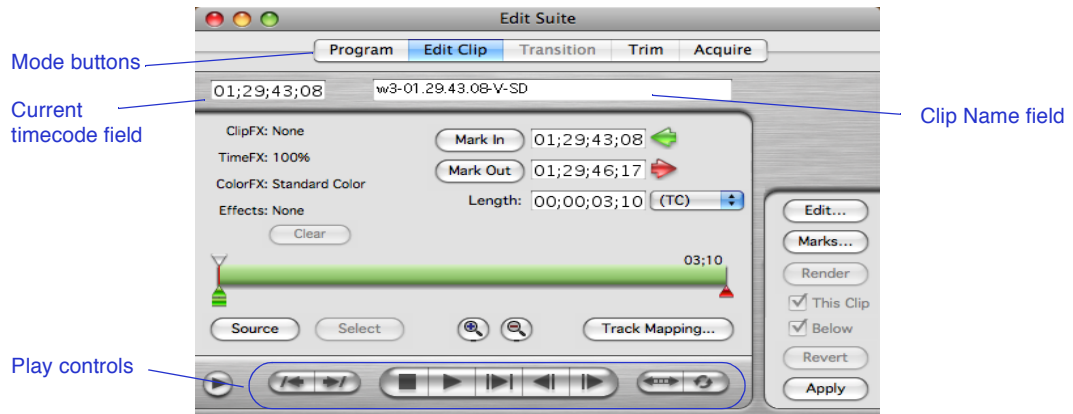 Edit Suite
Mode buttons
Program Edit Clip Transition Trim Acquire
Current
timecode field
01;29;43;08
w3-01.29.43.08-V-SD
Clip Name field
ClipFX: None
TimeFX: 100%
ColorFX: Standard Color
Effects: None
Clear
Mark In 01;29;43;08
Mark Out 01;29;46;17
Length: 00;00;03;10 (TC)
03;10
Source Select Track Mapping...
Edit...
Marks...
Render
This Clip
Below
Revert
Apply
Play controls